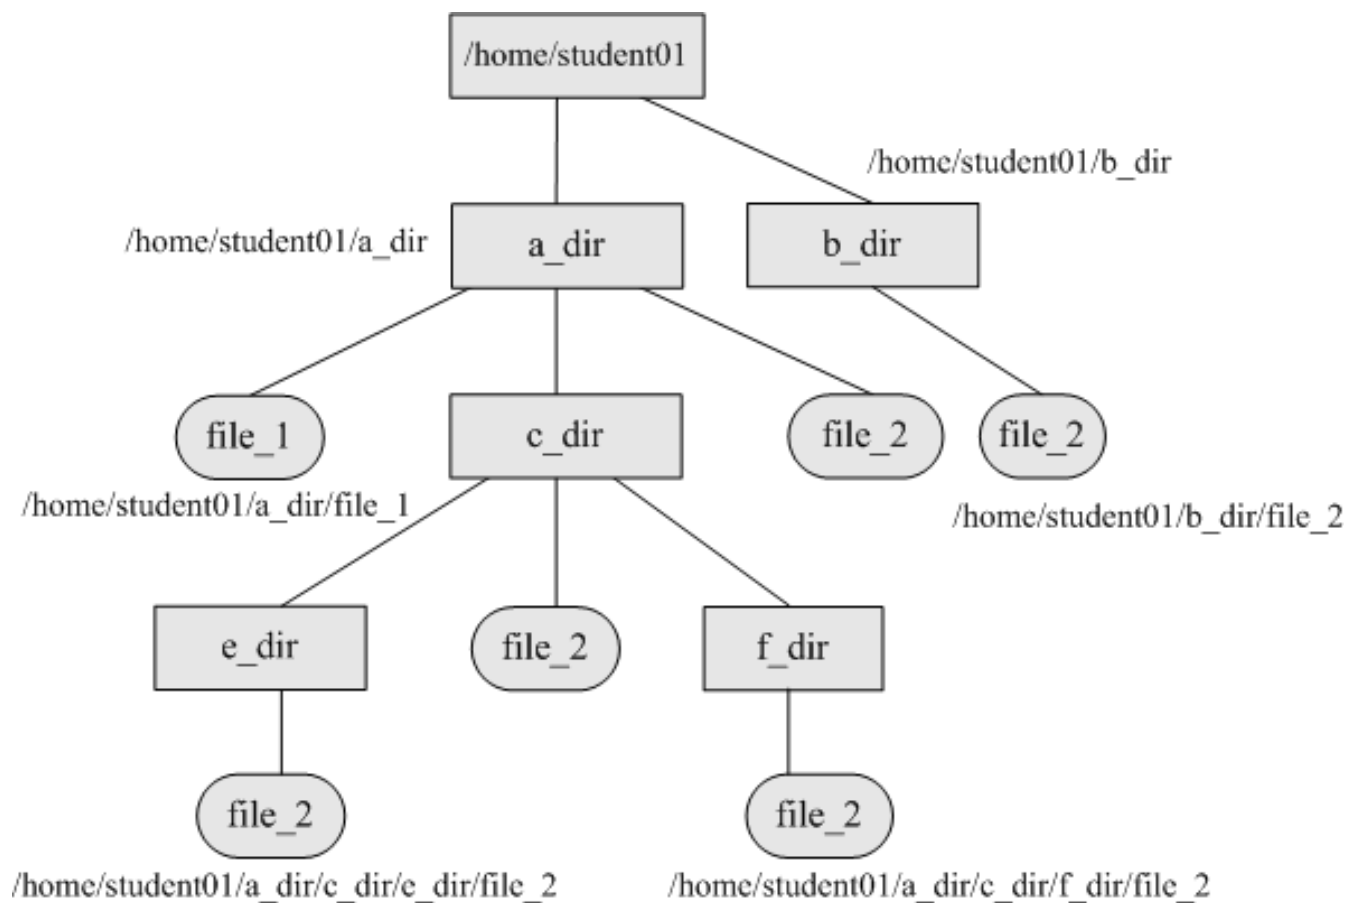 /home/student01
/home/student01/b_dir
/home/student01/a_dir
a_dir
b_dir
file_1
c_dir
file_2
file_2
/home/student01/a_dir/file_1
/home/student01/b_dir/file_2
e_dir
file_2
f_dir
file_2
file_2
/home/student01/a_dir/c_dir/e_dir/file_2
/home/student01/a_dir/c_dir/f_dir/file_2